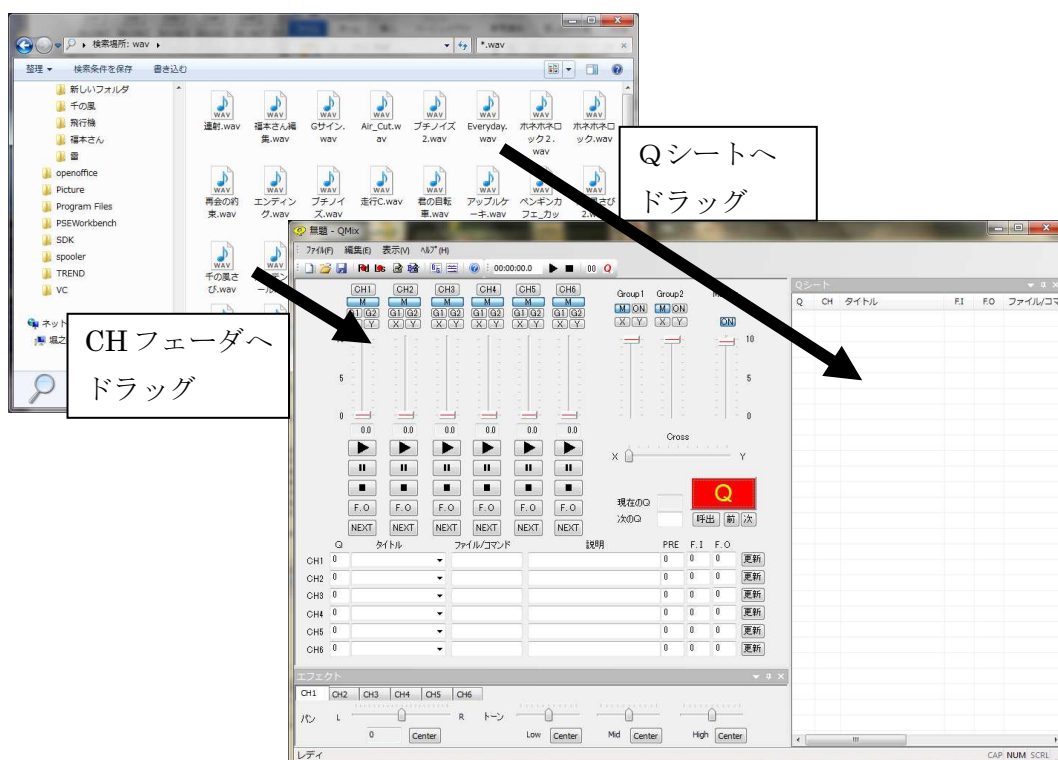 検索場所: wav
*.wav
整理 検索条件を保存 書き込む
新しいフォルダ
千の風
飛行機
福本さん
雷
openoffice
Picture
Program Files
PSEWorkbench
SDK
spooler
TREND
VC
連射.wav
福本さん編集.wav
Gサイン.wav
Air_Cut.wav
プチノイズ2.wav
Everyday.wav
ホネホネロック2.wav
ホネホネロック.wav
再会の約束.wav
エンディング.wav
プチノイズ.wav
走行C.wav
君の自転車.wav
アップルケーキ.wav
ペンギンカフェ_カッ
千の風さび.wav
Qシートへ
ドラッグ
CHフェーダへ
ドラッグ
無題 - QMix
ファイル(F) 編集(E) 表示(V) ヘルプ(H)
00:00:00.0 00 Q
CH1 CH2 CH3 CH4 CH5 CH6 Group1 Group2
M M M M M M M ON M ON
G1 G2 G1 G2 G1 G2 G1 G2 G1 G2 G1 G2
X Y X Y X Y X Y X Y X Y X Y X Y ON
10
5 5
0 0
0.0 0.0 0.0 0.0 0.0 0.0
Cross
X Y
F.O F.O F.O F.O F.O F.O
NEXT NEXT NEXT NEXT NEXT NEXT
Q
現在のQ
次のQ 呼出 前 次
Q タイトル ファイル/コマンド 説明 PRE F.I F.O
CH1 0 0 0 0 更新
CH2 0 0 0 0 更新
CH3 0 0 0 0 更新
CH4 0 0 0 0 更新
CH5 0 0 0 0 更新
CH6 0 0 0 0 更新
エフェクト
CH1 CH2 CH3 CH4 CH5 CH6
パン L R トーン
0 Center Low Center Mid Center High Center
レディ
Qシート
Q CH タイトル F.I F.O ファイル/コマ
CAP NUM SCRL